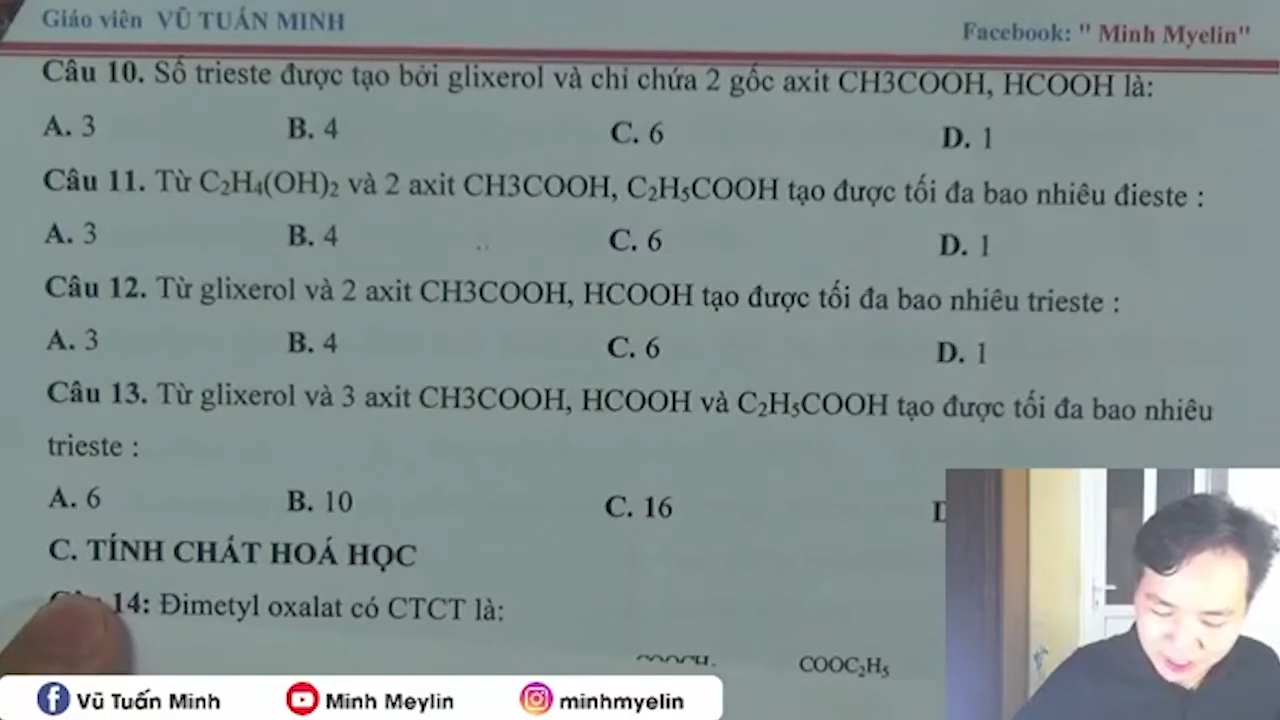 Giáo viên VŨ TUẤN MINH
Facebook: " Minh Myelin"
Câu 10. Số trieste được tạo bởi glixerol và chỉ chứa 2 gốc axit CH3COOH, HCOOH là:
A. 3 B. 4 C. 6 D. 1
Câu 11. Từ C₂H₄(OH)₂ và 2 axit CH3COOH, C₂H₅COOH tạo được tối đa bao nhiêu đieste :
A. 3 B. 4 C. 6 D. 1
Câu 12. Từ glixerol và 2 axit CH3COOH, HCOOH tạo được tối đa bao nhiêu trieste :
A. 3 B. 4 C. 6 D. 1
Câu 13. Từ glixerol và 3 axit CH3COOH, HCOOH và C₂H₅COOH tạo được tối đa bao nhiêu
trieste :
A. 6 B. 10 C. 16
C. TÍNH CHẤT HOÁ HỌC
14: Đimetyl oxalat có CTCT là:
COOC₂H₅
Vũ Tuấn Minh Minh Meylin minhmyelin